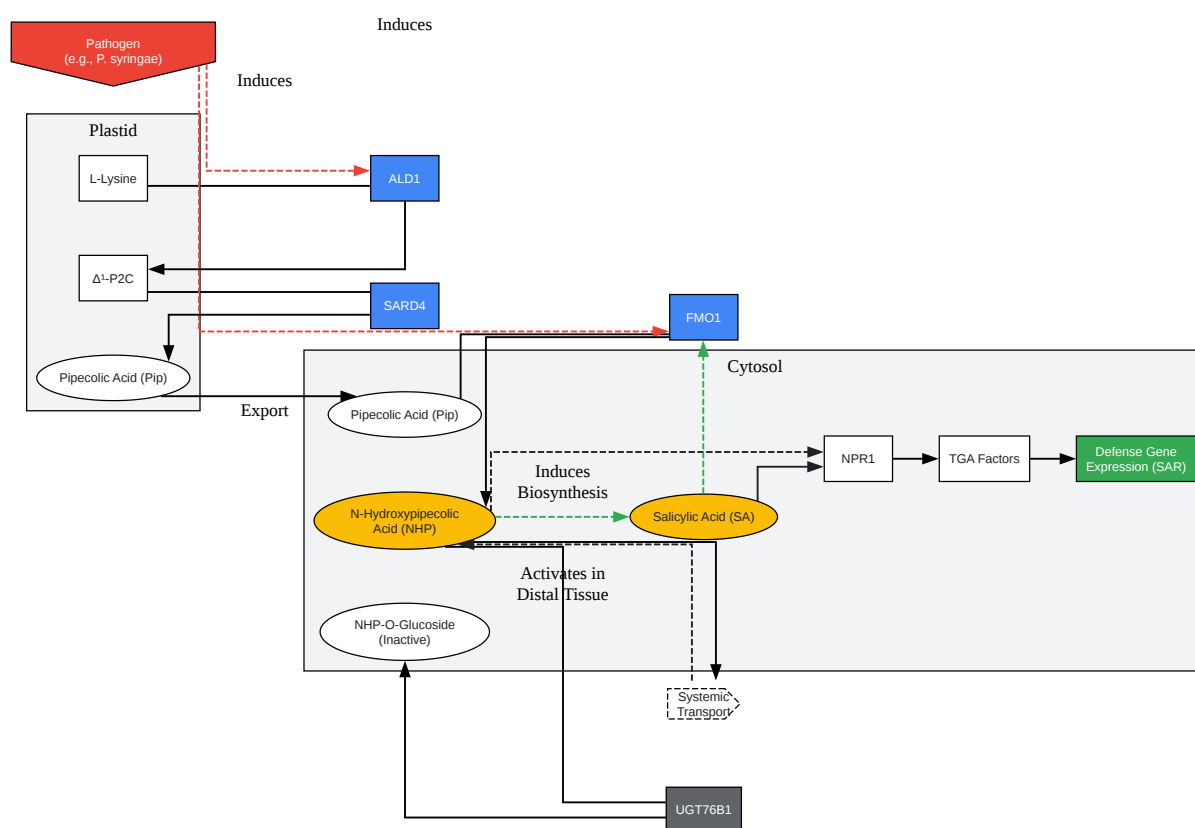 Induces
Pathogen
(e.g., P. syringae)
Induces
Plastid
L-Lysine
ALD1
Δ¹-P2C
SARD4
FMO1
Cytosol
Pipecolic Acid (Pip)
Export
Pipecolic Acid (Pip)
NPR1
TGA Factors
Defense Gene
Expression (SAR)
Induces
Biosynthesis
N-Hydroxypipecolic
Acid (NHP)
Salicylic Acid (SA)
Activates in
Distal Tissue
NHP-O-Glucoside
(Inactive)
Systemic
Transport
UGT76B1